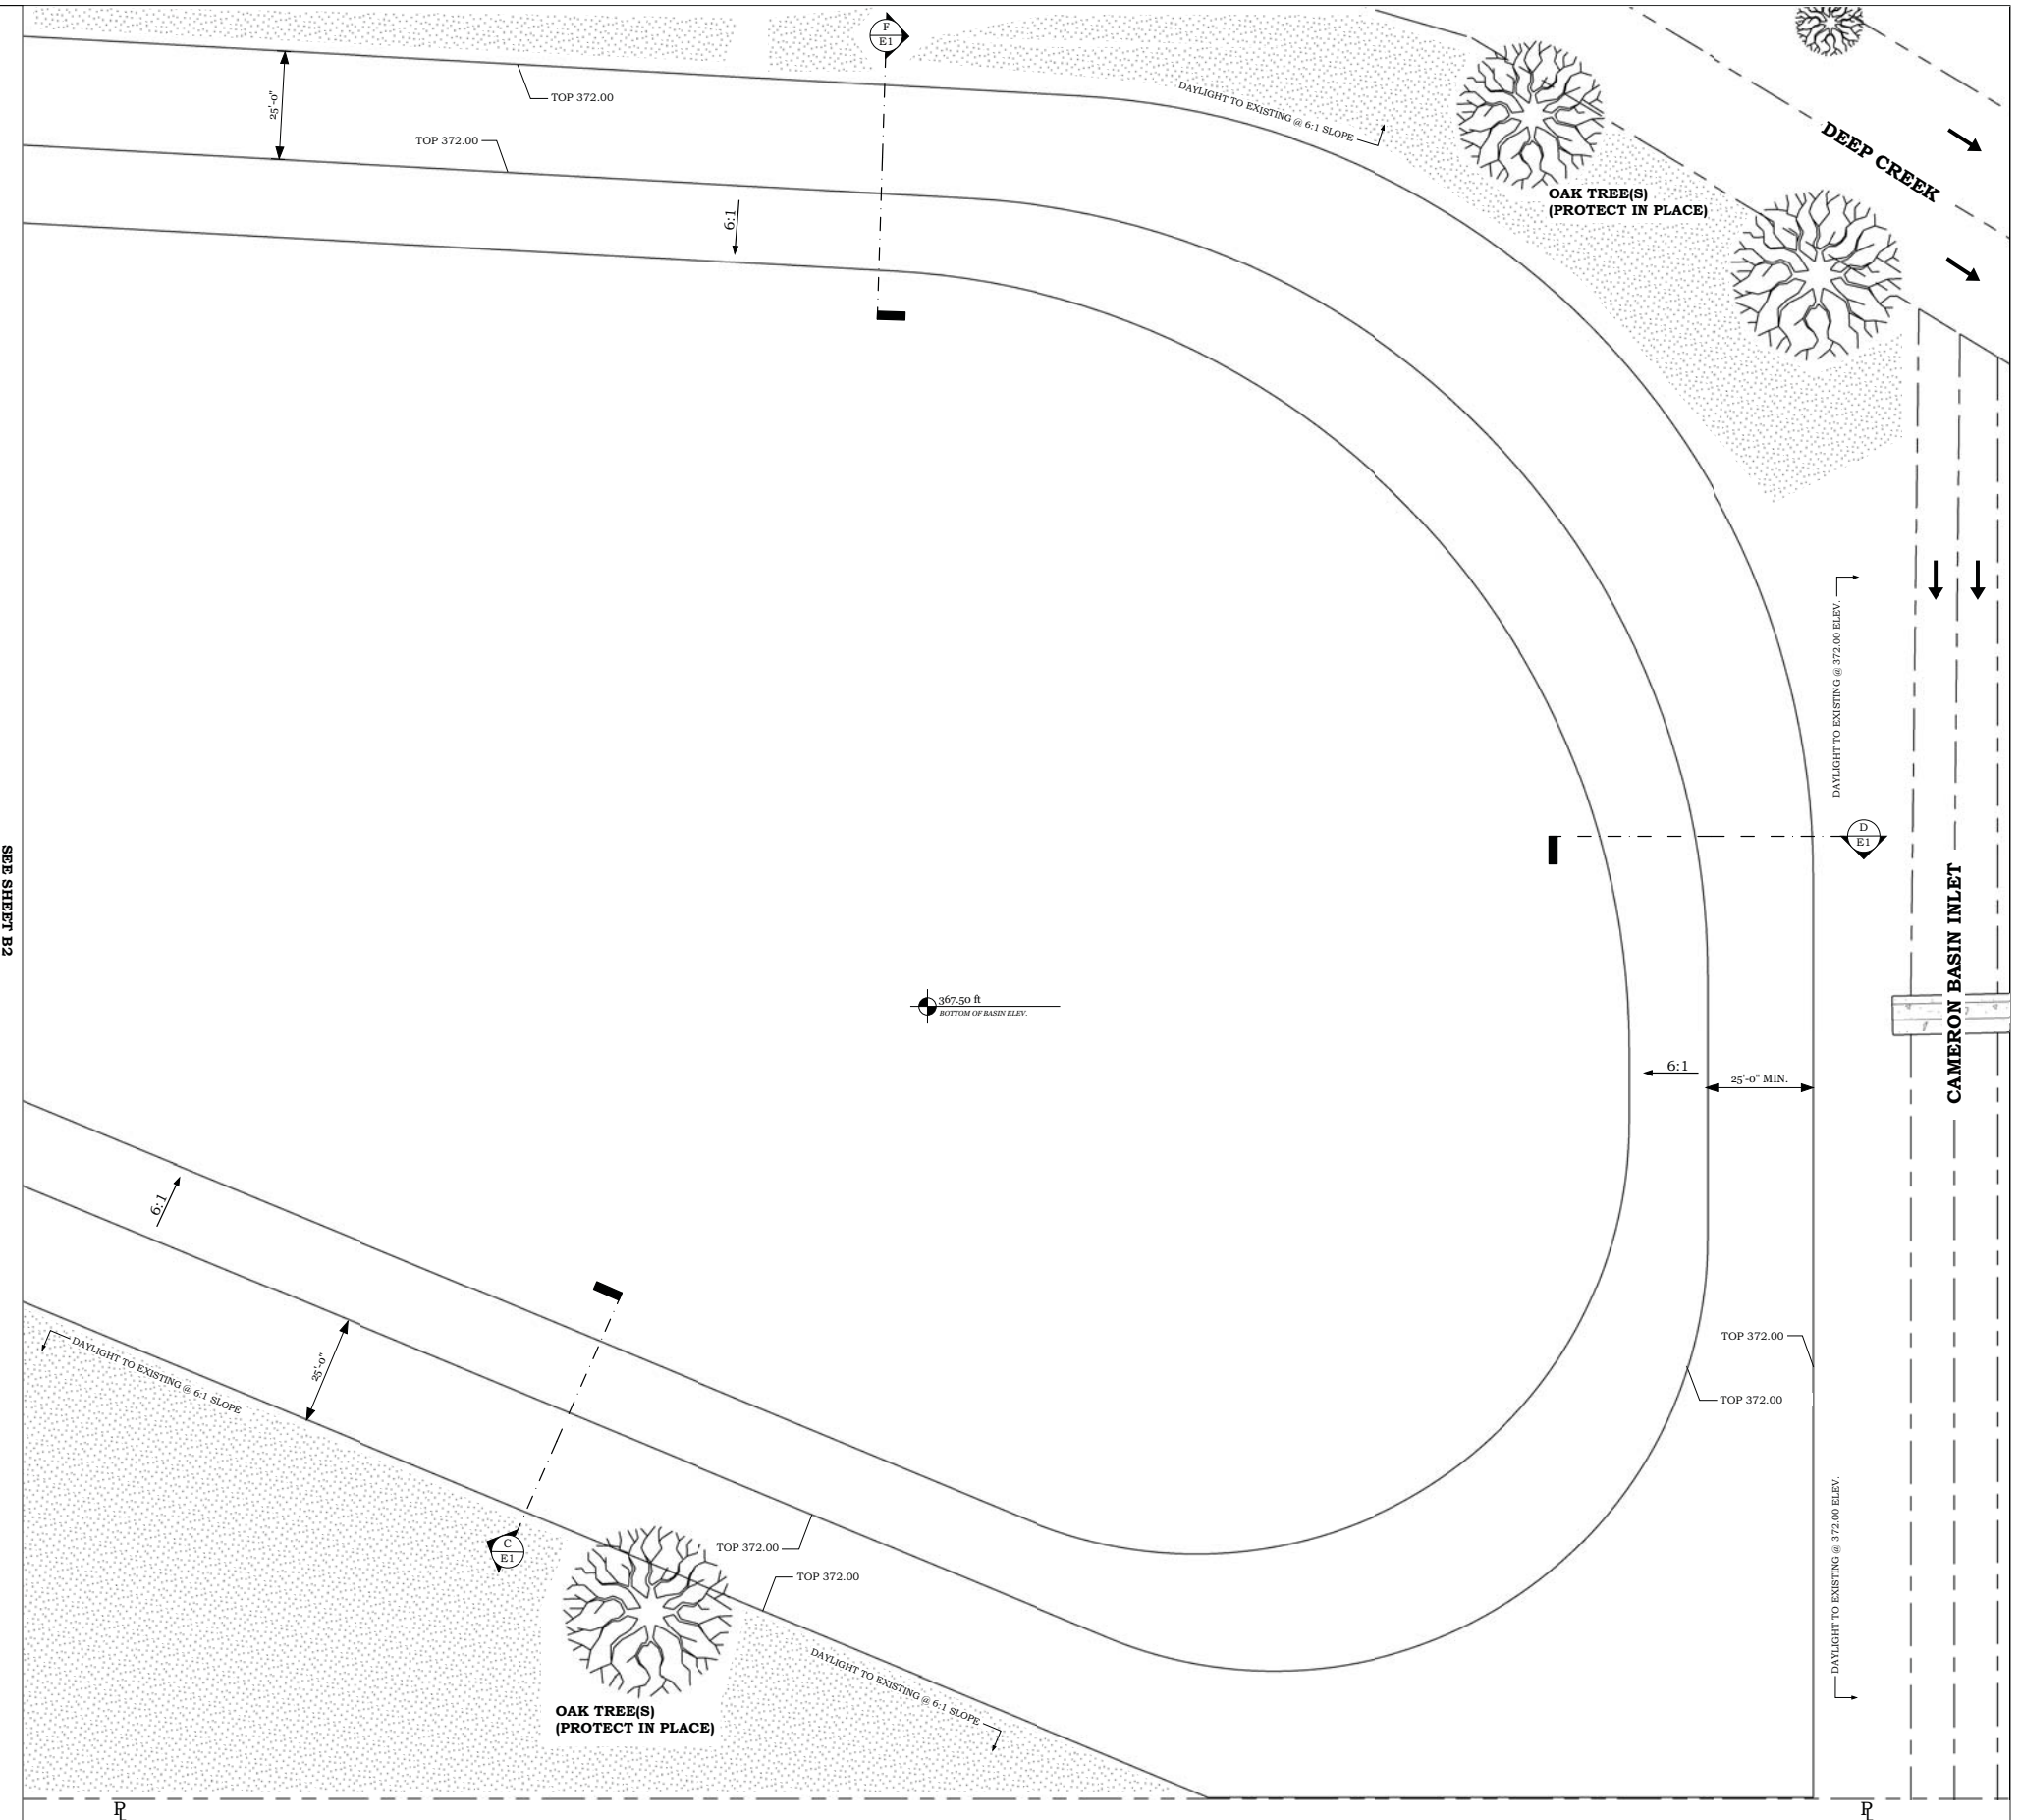 F
E1
25'-0"
TOP 372.00
TOP 372.00
DAYLIGHT TO EXISTING @ 6:1 SLOPE
DEEP CREEK
OAK TREE(S)
(PROTECT IN PLACE)
6:1
DAYLIGHT TO EXISTING @ 372.00 ELEV.
D
E1
SEE SHEET B2
CAMERON BASIN INLET
367.50 ft
BOTTOM OF BASIN ELEV.
6:1
25'-0" MIN.
6:1
TOP 372.00
DAYLIGHT TO EXISTING @ 6:1 SLOPE
25'-0"
TOP 372.00
C
E1
TOP 372.00
TOP 372.00
DAYLIGHT TO EXISTING @ 372.00 ELEV.
DAYLIGHT TO EXISTING @ 6:1 SLOPE
OAK TREE(S)
(PROTECT IN PLACE)
PL
PL